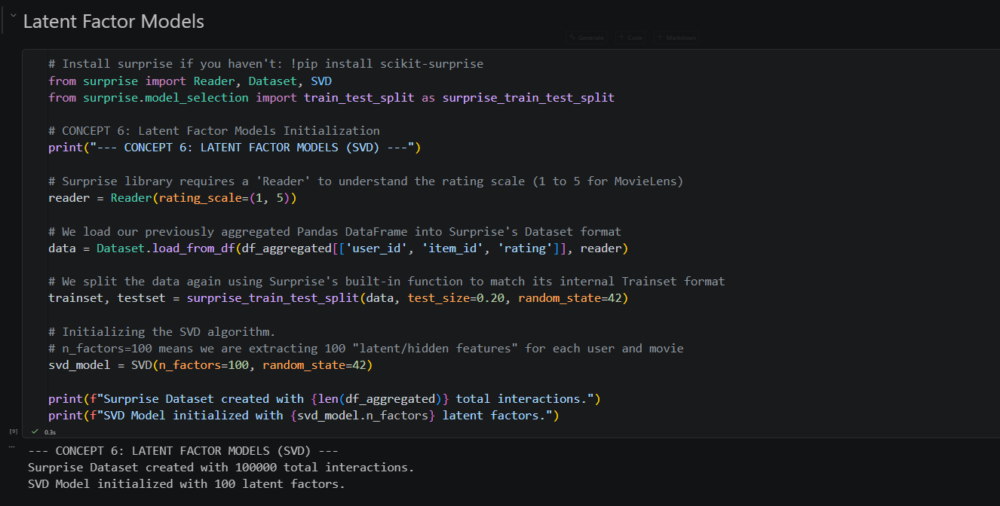 Latent Factor Models
Generate + Code + Markdown
# Install surprise if you haven't: !pip install scikit-surprise
from surprise import Reader, Dataset, SVD
from surprise.model_selection import train_test_split as surprise_train_test_split
# CONCEPT 6: Latent Factor Models Initialization
print("--- CONCEPT 6: LATENT FACTOR MODELS (SVD) ---")
# Surprise library requires a 'Reader' to understand the rating scale (1 to 5 for MovieLens)
reader = Reader(rating_scale=(1, 5))
# We load our previously aggregated Pandas DataFrame into Surprise's Dataset format
data = Dataset.load_from_df(df_aggregated[['user_id', 'item_id', 'rating']], reader)
# We split the data again using Surprise's built-in function to match its internal Trainset format
trainset, testset = surprise_train_test_split(data, test_size=0.20, random_state=42)
# Initializing the SVD algorithm.
# n_factors=100 means we are extracting 100 "latent/hidden features" for each user and movie
svd_model = SVD(n_factors=100, random_state=42)
print(f"Surprise Dataset created with {len(df_aggregated)} total interactions.")
print(f"SVD Model initialized with {svd_model.n_factors} latent factors.")
[9] 0.3s
... --- CONCEPT 6: LATENT FACTOR MODELS (SVD) ---
Surprise Dataset created with 100000 total interactions.
SVD Model initialized with 100 latent factors.